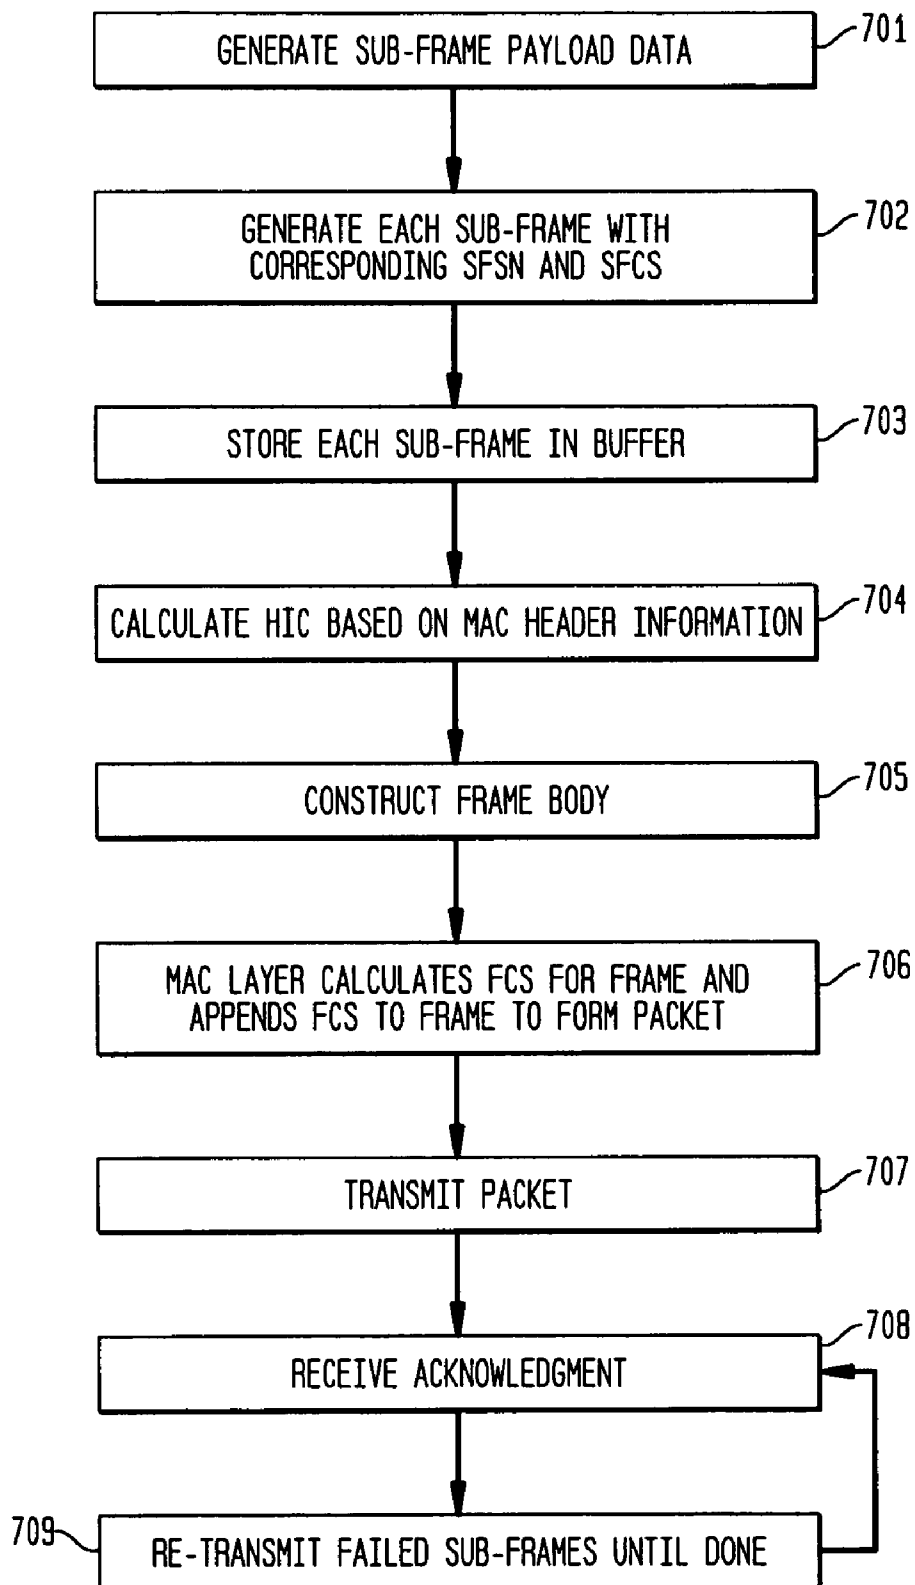 GENERATE SUB-FRAME PAYLOAD DATA
701
GENERATE EACH SUB-FRAME WITH
CORRESPONDING SFSN AND SFCS
702
STORE EACH SUB-FRAME IN BUFFER
703
CALCULATE HIC BASED ON MAC HEADER INFORMATION
704
CONSTRUCT FRAME BODY
705
MAC LAYER CALCULATES FCS FOR FRAME AND
APPENDS FCS TO FRAME TO FORM PACKET
706
TRANSMIT PACKET
707
RECEIVE ACKNOWLEDGMENT
708
709
RE-TRANSMIT FAILED SUB-FRAMES UNTIL DONE